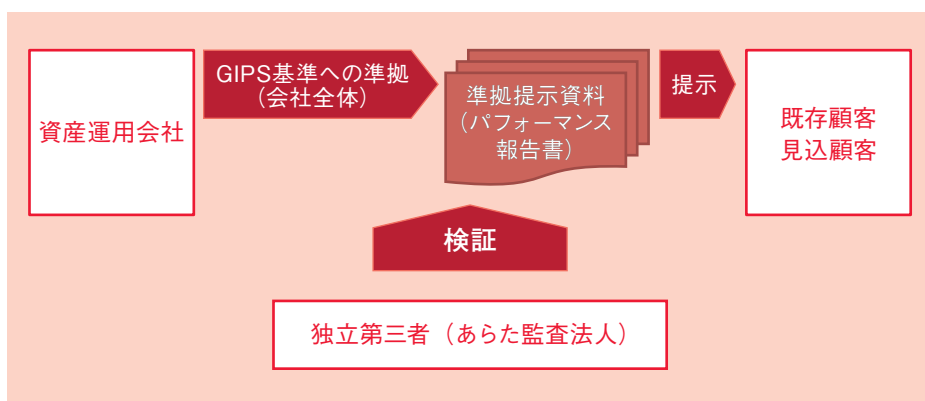 資産運用会社
GIPS基準への準拠
（会社全体）
準拠提示資料
（パフォーマンス
報告書）
提示
既存顧客
見込顧客
検証
独立第三者（あらた監査法人）